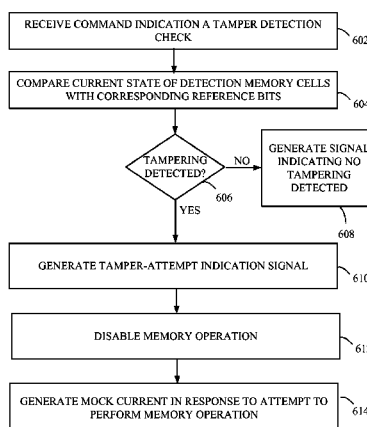 RECEIVE COMMAND INDICATION A TAMPER DETECTION
CHECK
602
COMPARE CURRENT STATE OF DETECTION MEMORY CELLS
WITH CORRESPONDING REFERENCE BITS
604
TAMPERING
DETECTED?
606
NO
YES
GENERATE SIGNAL
INDICATING NO
TAMPERING
DETECTED
608
GENERATE TAMPER-ATTEMPT INDICATION SIGNAL
610
DISABLE MEMORY OPERATION
GENERATE MOCK CURRENT IN RESPONSE TO ATTEMPT TO
PERFORM MEMORY OPERATION
614